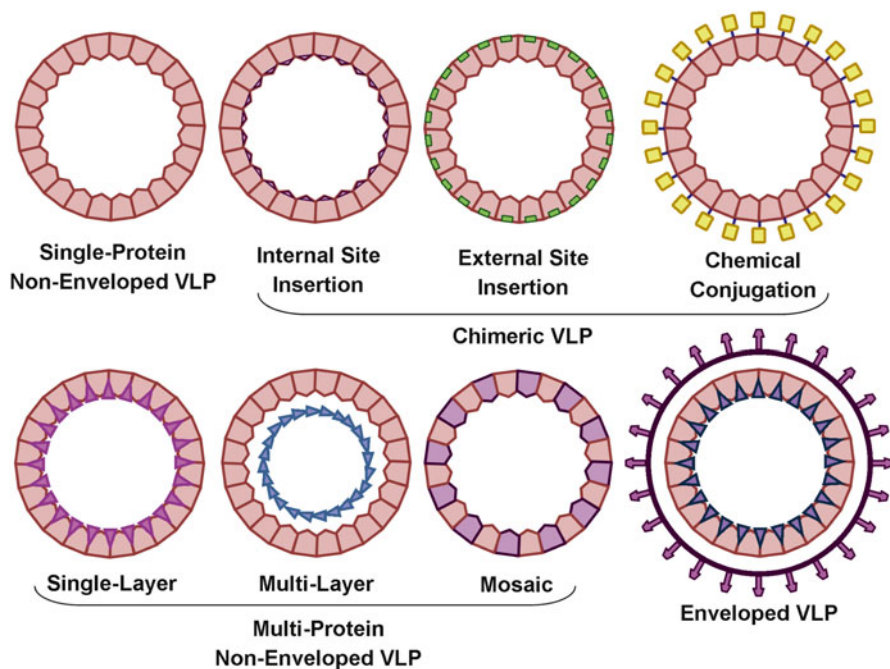 Single-Protein
Non-Enveloped VLP
Internal Site
Insertion
External Site
Insertion
Chemical
Conjugation
Chimeric VLP
Single-Layer
Multi-Layer
Mosaic
Enveloped VLP
Multi-Protein
Non-Enveloped VLP